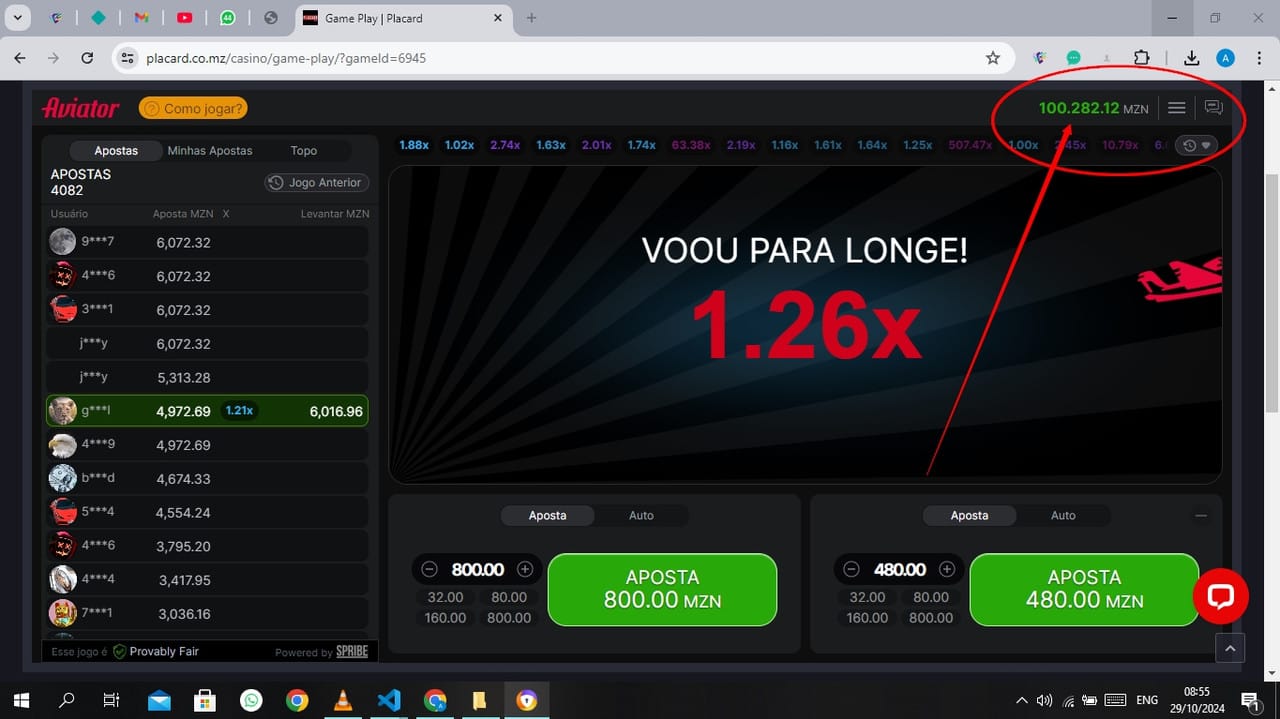 44
Game Play | Placard
placard.co.mz/casino/game-play/?gameId=6945
A
Aviator
? Como jogar?
100.282.12 MZN
Apostas Minhas Apostas Topo
1.88x 1.02x 2.74x 1.63x 2.01x 1.74x 63.38x 2.19x 1.16x 1.61x 1.64x 1.25x 507.47x 1.00x 2.45x 10.79x
APOSTAS
4082
Jogo Anterior
Usuário Aposta MZN X Levantar MZN
9***7 6,072.32
4***6 6,072.32
3***1 6,072.32
j***y 6,072.32
j***y 5,313.28
g***l 4,972.69 1.21x 6,016.96
4***9 4,972.69
b***d 4,674.33
5***4 4,554.24
4***6 3,795.20
4***4 3,417.95
7***1 3,036.16
Esse jogo é Provably Fair Powered by SPRIBE
VOOU PARA LONGE!
1.26x
Aposta Auto
800.00
32.00 80.00
160.00 800.00
APOSTA
800.00 MZN
Aposta Auto
480.00
32.00 80.00
160.00 800.00
APOSTA
480.00 MZN
ENG
08:55
29/10/2024
1